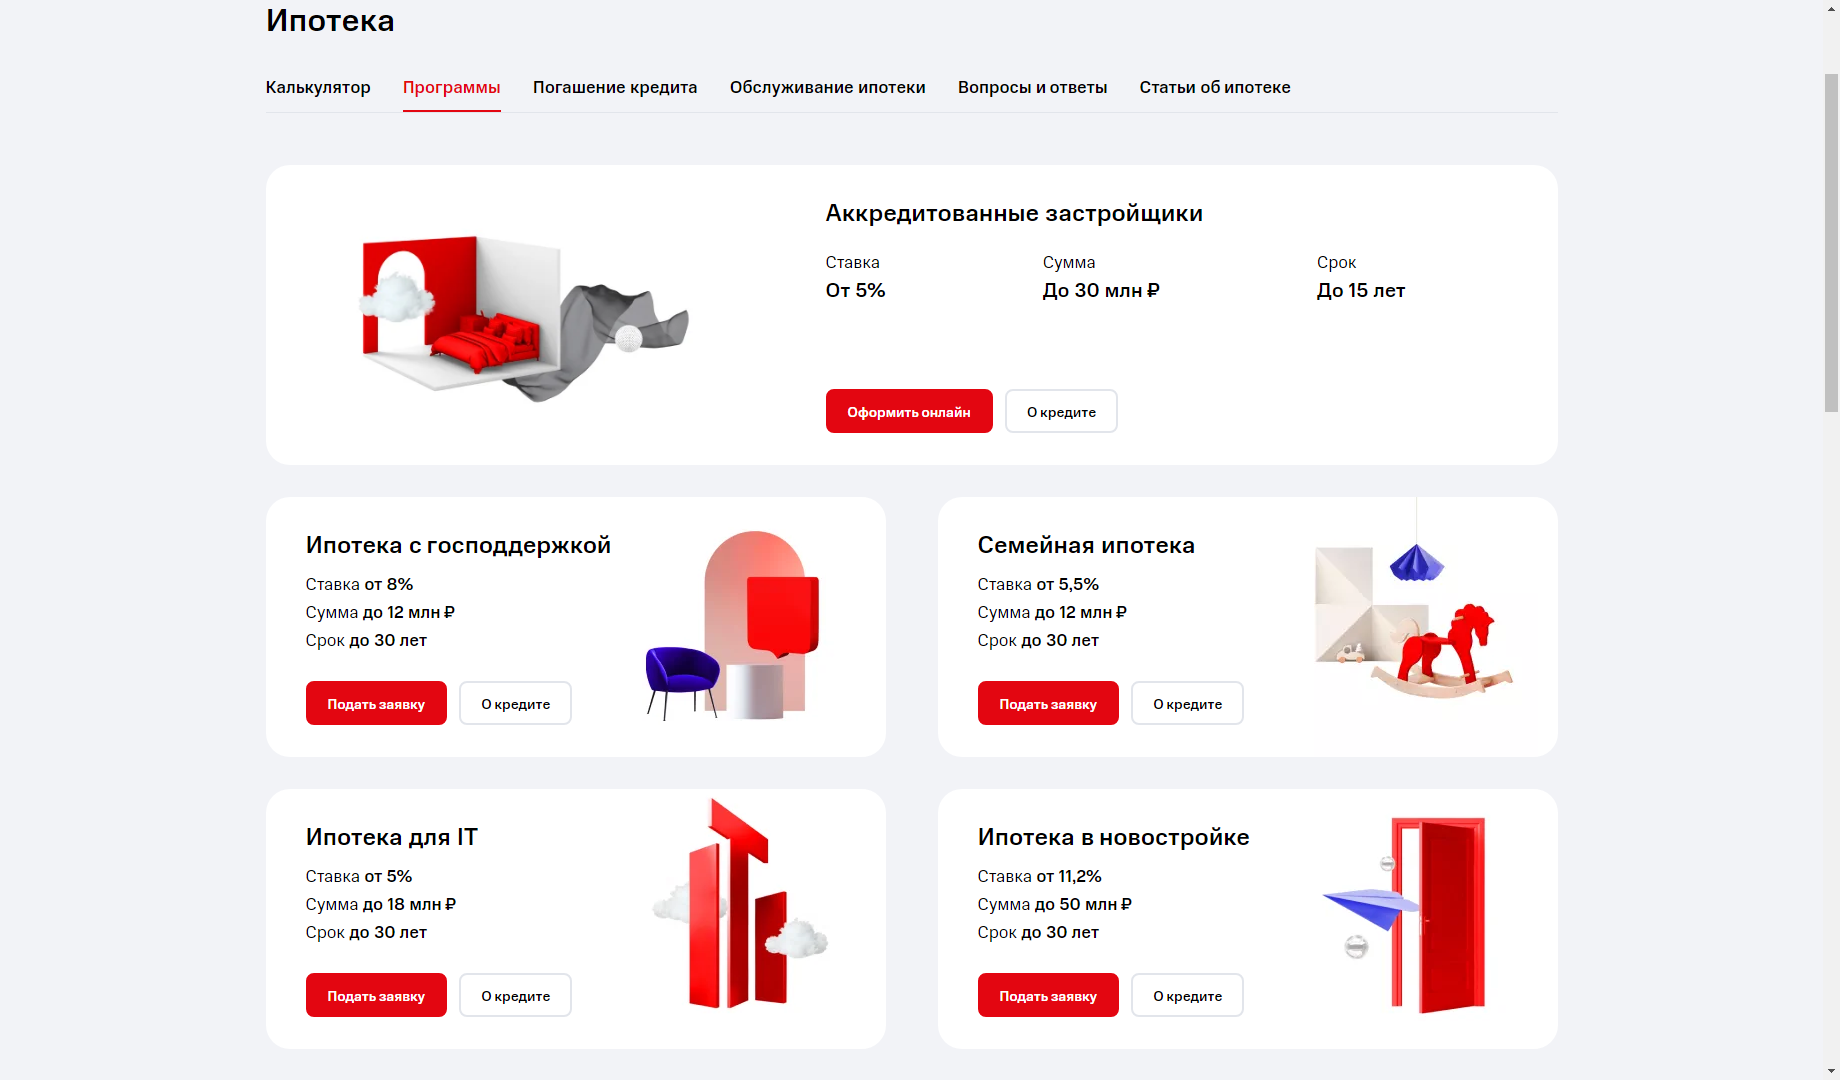 Ипотека
Калькулятор Программы Погашение кредита Обслуживание ипотеки Вопросы и ответы Статьи об ипотеке
Аккредитованные застройщики
Ставка Сумма Срок
От 5% До 30 млн ₽ До 15 лет
Оформить онлайн О кредите
Ипотека с господдержкой
Ставка от 8%
Сумма до 12 млн ₽
Срок до 30 лет
Подать заявку О кредите
Семейная ипотека
Ставка от 5,5%
Сумма до 12 млн ₽
Срок до 30 лет
Подать заявку О кредите
Ипотека для IT
Ставка от 5%
Сумма до 18 млн ₽
Срок до 30 лет
Подать заявку О кредите
Ипотека в новостройке
Ставка от 11,2%
Сумма до 50 млн ₽
Срок до 30 лет
Подать заявку О кредите